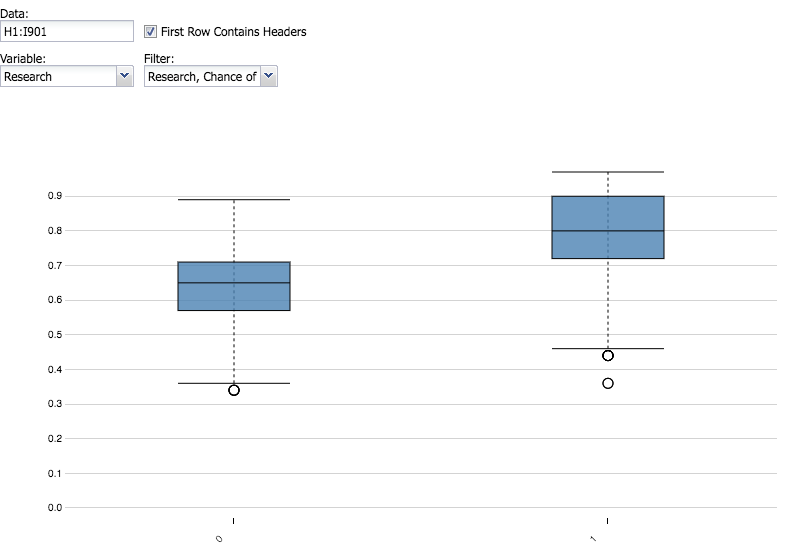 Data:
H1:I901
First Row Contains Headers
Variable:
Filter:
Research
Research, Chance of
0.9
0.8
0.7
0.6
0.5
0.4
0.3
0.2
0.1
0.0
0
1